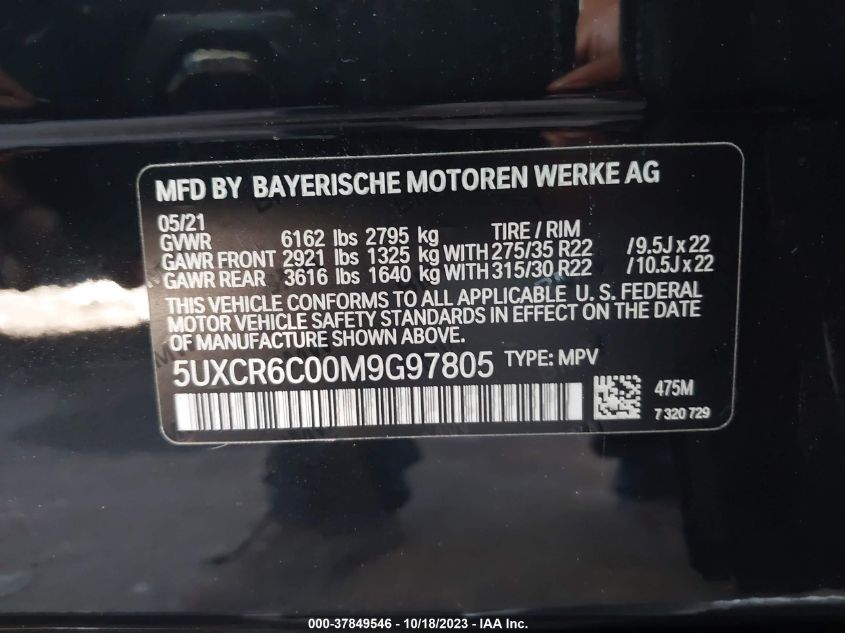 MFD BY BAYERISCHE MOTOREN WERKE AG
05/21 TIRE / RIM
GVWR 6162 lbs 2795 kg
GAWR FRONT 2921 lbs 1325 kg WITH 275/35 R22 /9.5J x 22
GAWR REAR 3616 lbs 1640 kg WITH 315/30 R22 /10.5J x 22
THIS VEHICLE CONFORMS TO ALL APPLICABLE U. S. FEDERAL
MOTOR VEHICLE SAFETY STANDARDS IN EFFECT ON THE DATE
OF MANUFACTURE SHOWN ABOVE.
5UXCR6C00M9G97805 TYPE: MPV
475M
7 320 729
000-37849546 - 10/18/2023 - IAA Inc.